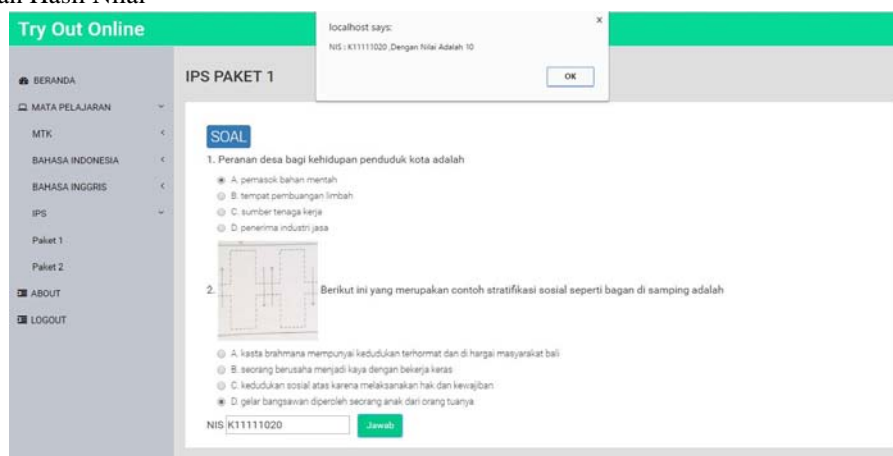 an Hasil Nilai
Try Out Online
localhost says:
x
NIS : K11111020 ,Dengan Nilai Adalah 10
OK
BERANDA
MATA PELAJARAN
MTK
BAHASA INDONESIA
BAHASA INGGRIS
IPS
Paket 1
Paket 2
ABOUT
LOGOUT
IPS PAKET 1
SOAL
1. Peranan desa bagi kehidupan penduduk kota adalah
A. pemasok bahan mentah
B. tempat pembuangan limbah
C. sumber tenaga kerja
D. penerima industri jasa
2. Berikut ini yang merupakan contoh stratifikasi sosial seperti bagan di samping adalah
A. kasta brahmana mempunyai kedudukan terhormat dan di hargai masyarakat bali
B. seorang berusaha menjadi kaya dengan bekerja keras
C. kedudukan sosial atas karena melaksanakan hak dan kewajiban
D. gelar bangsawan diperoleh seorang anak dari orang tuanya
NIS K11111020 Jawab